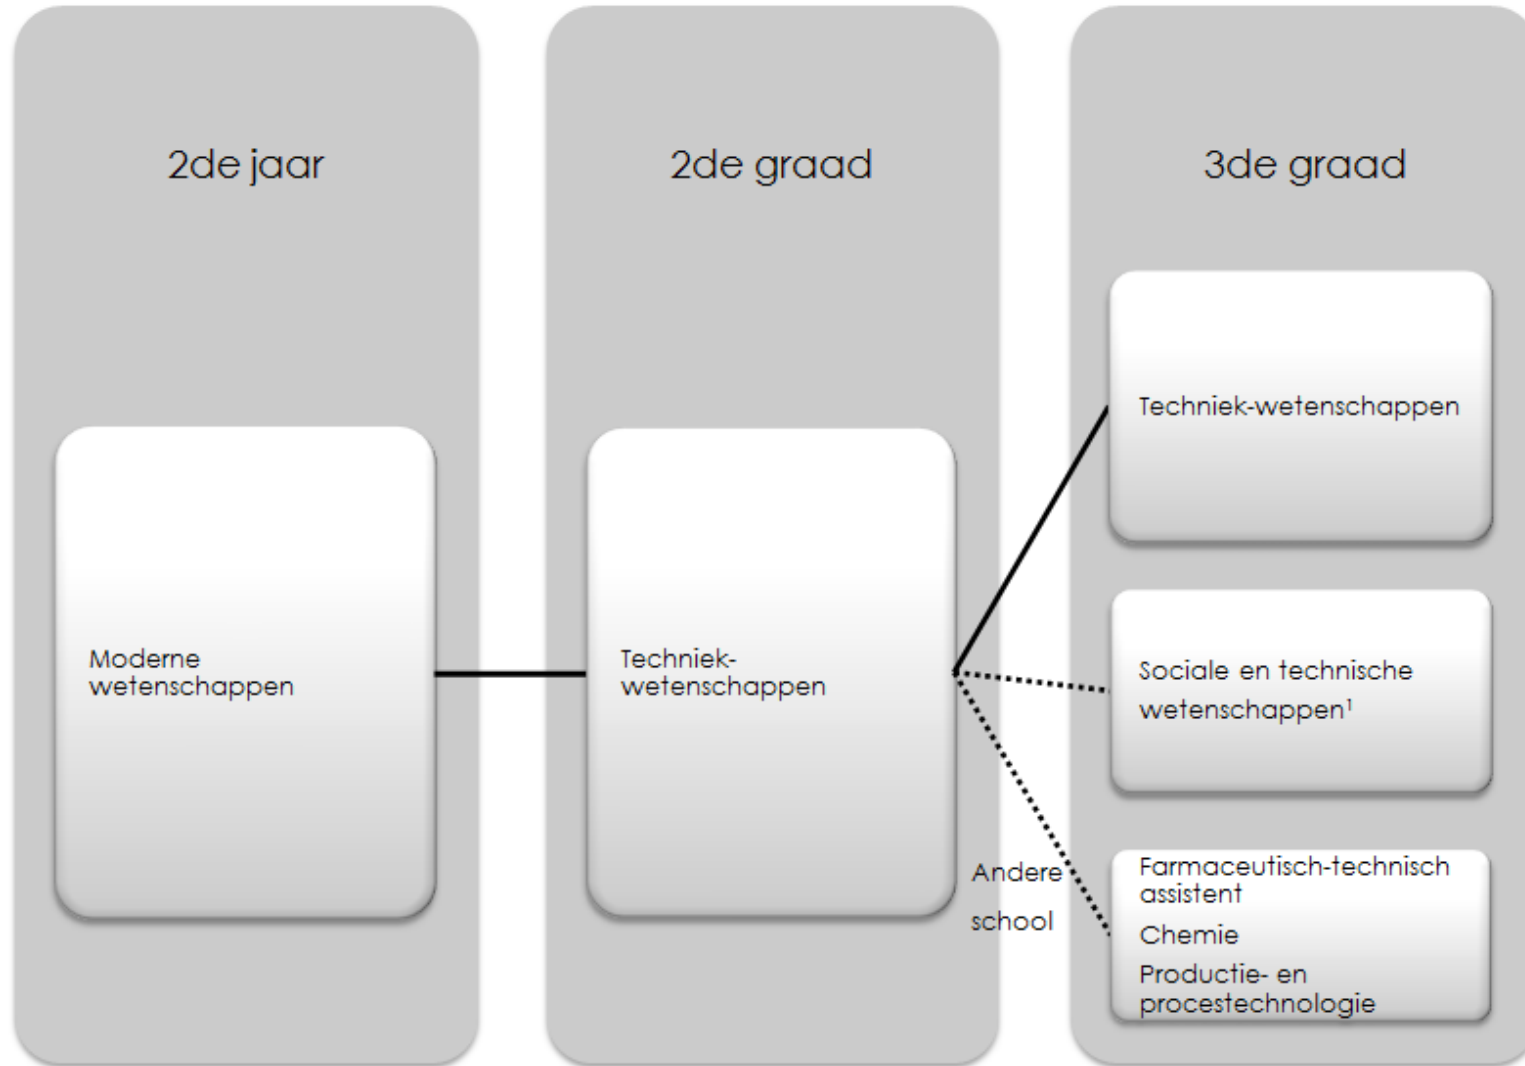 2de jaar
2de graad
3de graad
Moderne
wetenschappen
Techniek-
wetenschappen
Techniek-wetenschappen
Sociale en technische
wetenschappen¹
Andere
school
Farmaceutisch-technisch
assistent
Chemie
Productie- en
procestechnologie